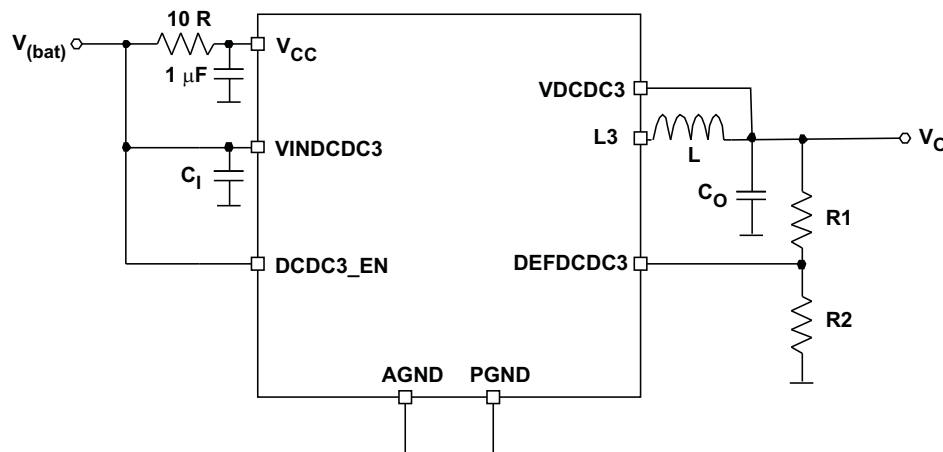 10 R
V(bat)
VCC
1 μF
VDCDC3
L3
L
VO
VINDCDC3
CI
CO
R1
DCDC3_EN
DEFDCDC3
R2
AGND
PGND